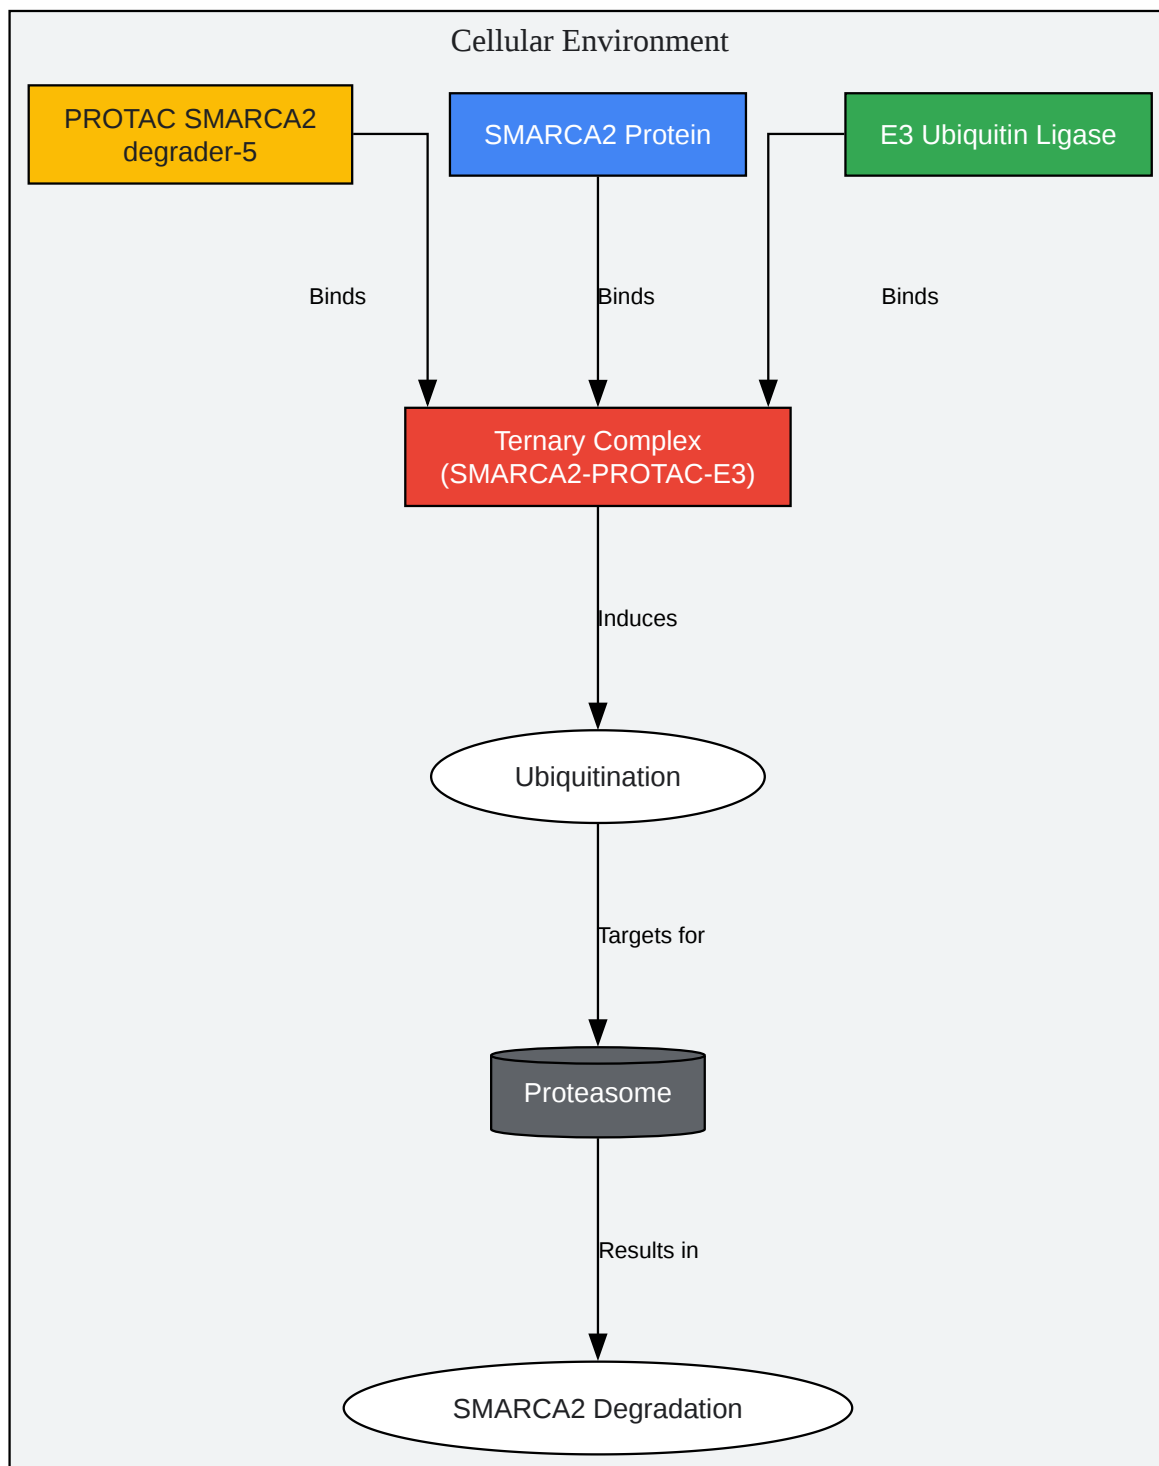 Cellular Environment
PROTAC SMARCA2
degrader-5
SMARCA2 Protein
E3 Ubiquitin Ligase
Binds
Binds
Binds
Ternary Complex
(SMARCA2-PROTAC-E3)
Induces
Ubiquitination
Targets for
Proteasome
Results in
SMARCA2 Degradation